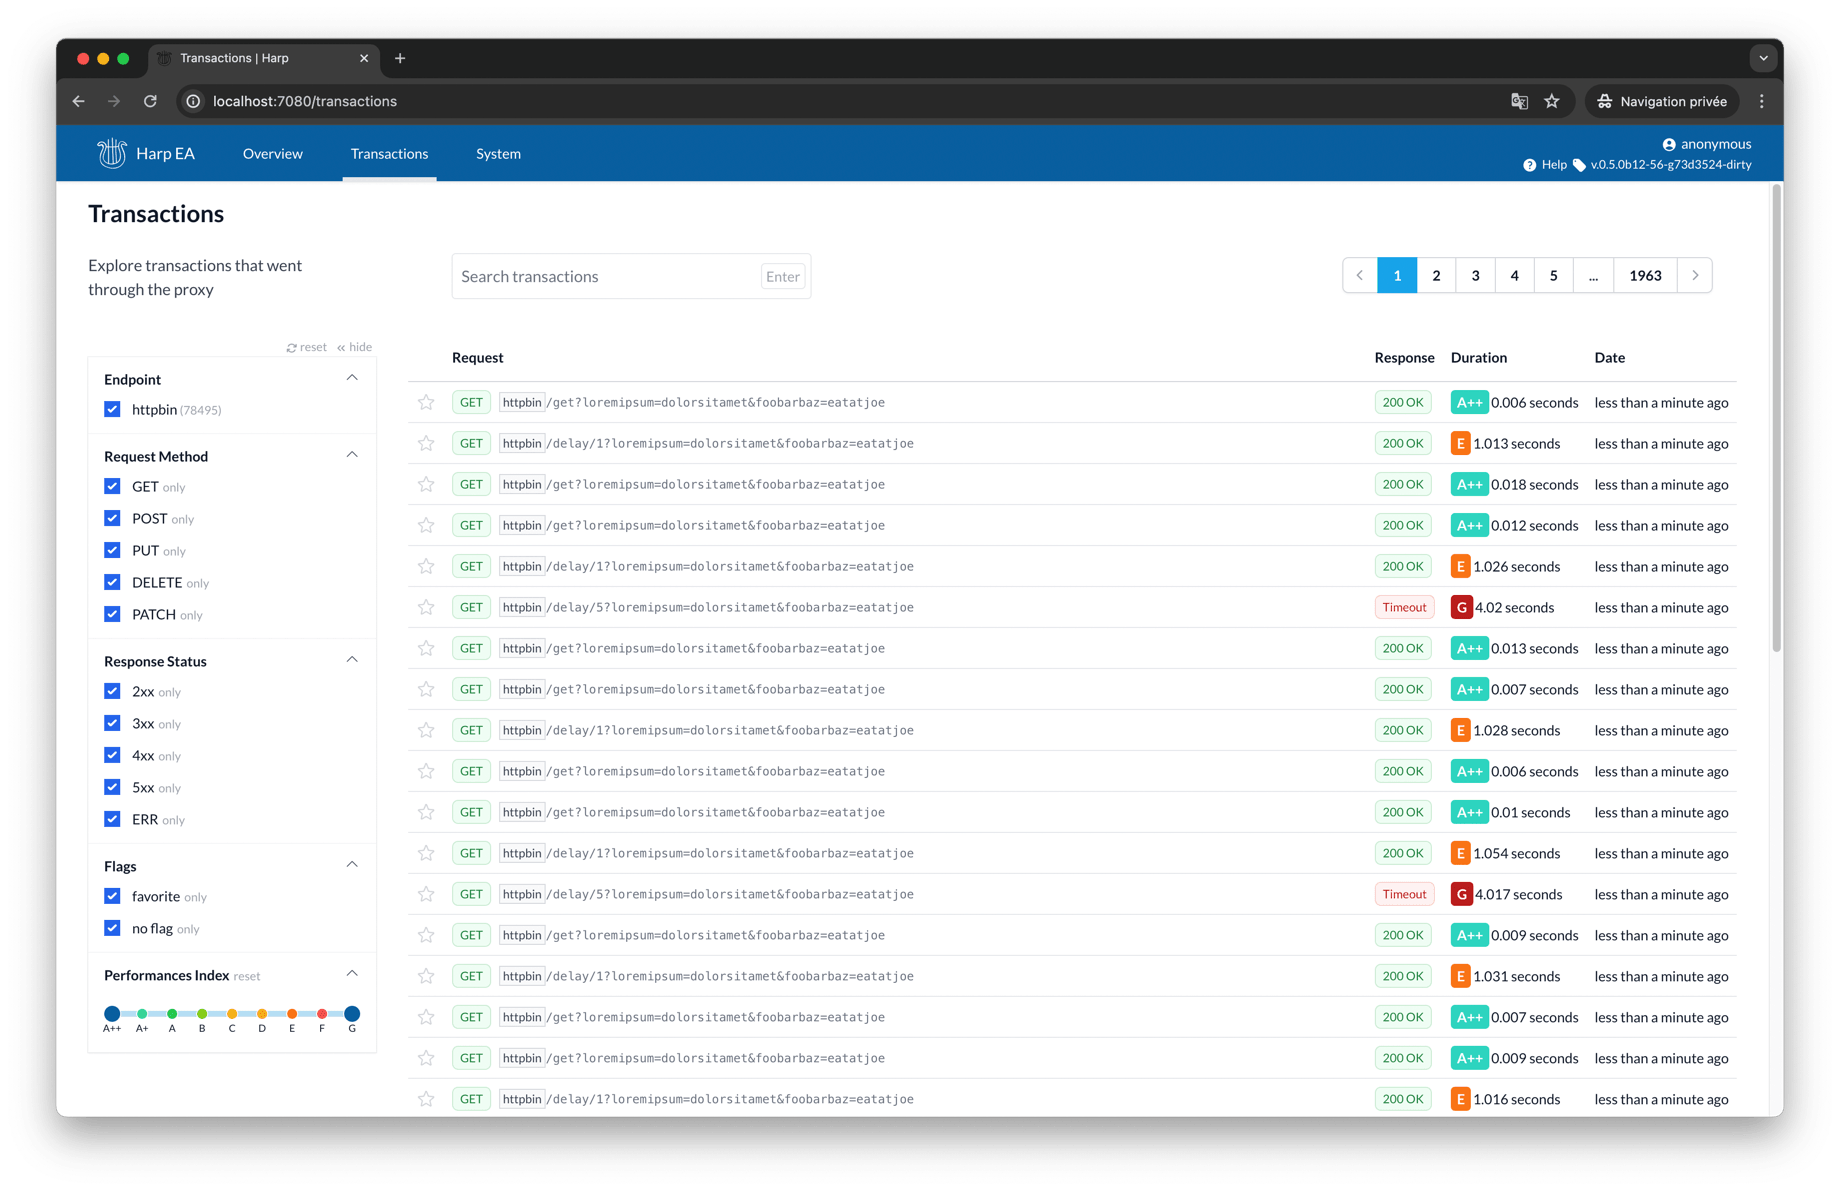 Transactions | Harp
localhost:7080/transactions
Navigation privée
Harp EA
Overview
Transactions
System
anonymous
Help
v.0.5.0b12-56-g73d3524-dirty
Transactions
Explore transactions that went
through the proxy
Search transactions Enter
1 2 3 4 5 ... 1963
reset « hide
Endpoint
httpbin (78495)
Request Method
GET only
POST only
PUT only
DELETE only
PATCH only
Response Status
2xx only
3xx only
4xx only
5xx only
ERR only
Flags
favorite only
no flag only
Performances Index reset
A++ A+ A B C D E F G
Request Response Duration Date
GET httpbin /get?loremipsum=dolorsitamet&foobarbaz=eatatjoe 200 OK A++ 0.006 seconds less than a minute ago
GET httpbin /delay/1?loremipsum=dolorsitamet&foobarbaz=eatatjoe 200 OK E 1.013 seconds less than a minute ago
GET httpbin /get?loremipsum=dolorsitamet&foobarbaz=eatatjoe 200 OK A++ 0.018 seconds less than a minute ago
GET httpbin /get?loremipsum=dolorsitamet&foobarbaz=eatatjoe 200 OK A++ 0.012 seconds less than a minute ago
GET httpbin /delay/1?loremipsum=dolorsitamet&foobarbaz=eatatjoe 200 OK E 1.026 seconds less than a minute ago
GET httpbin /delay/5?loremipsum=dolorsitamet&foobarbaz=eatatjoe Timeout G 4.02 seconds less than a minute ago
GET httpbin /get?loremipsum=dolorsitamet&foobarbaz=eatatjoe 200 OK A++ 0.013 seconds less than a minute ago
GET httpbin /get?loremipsum=dolorsitamet&foobarbaz=eatatjoe 200 OK A++ 0.007 seconds less than a minute ago
GET httpbin /delay/1?loremipsum=dolorsitamet&foobarbaz=eatatjoe 200 OK E 1.028 seconds less than a minute ago
GET httpbin /get?loremipsum=dolorsitamet&foobarbaz=eatatjoe 200 OK A++ 0.006 seconds less than a minute ago
GET httpbin /get?loremipsum=dolorsitamet&foobarbaz=eatatjoe 200 OK A++ 0.01 seconds less than a minute ago
GET httpbin /delay/1?loremipsum=dolorsitamet&foobarbaz=eatatjoe 200 OK E 1.054 seconds less than a minute ago
GET httpbin /delay/5?loremipsum=dolorsitamet&foobarbaz=eatatjoe Timeout G 4.017 seconds less than a minute ago
GET httpbin /get?loremipsum=dolorsitamet&foobarbaz=eatatjoe 200 OK A++ 0.009 seconds less than a minute ago
GET httpbin /delay/1?loremipsum=dolorsitamet&foobarbaz=eatatjoe 200 OK E 1.031 seconds less than a minute ago
GET httpbin /get?loremipsum=dolorsitamet&foobarbaz=eatatjoe 200 OK A++ 0.007 seconds less than a minute ago
GET httpbin /get?loremipsum=dolorsitamet&foobarbaz=eatatjoe 200 OK A++ 0.009 seconds less than a minute ago
GET httpbin /delay/1?loremipsum=dolorsitamet&foobarbaz=eatatjoe 200 OK E 1.016 seconds less than a minute ago